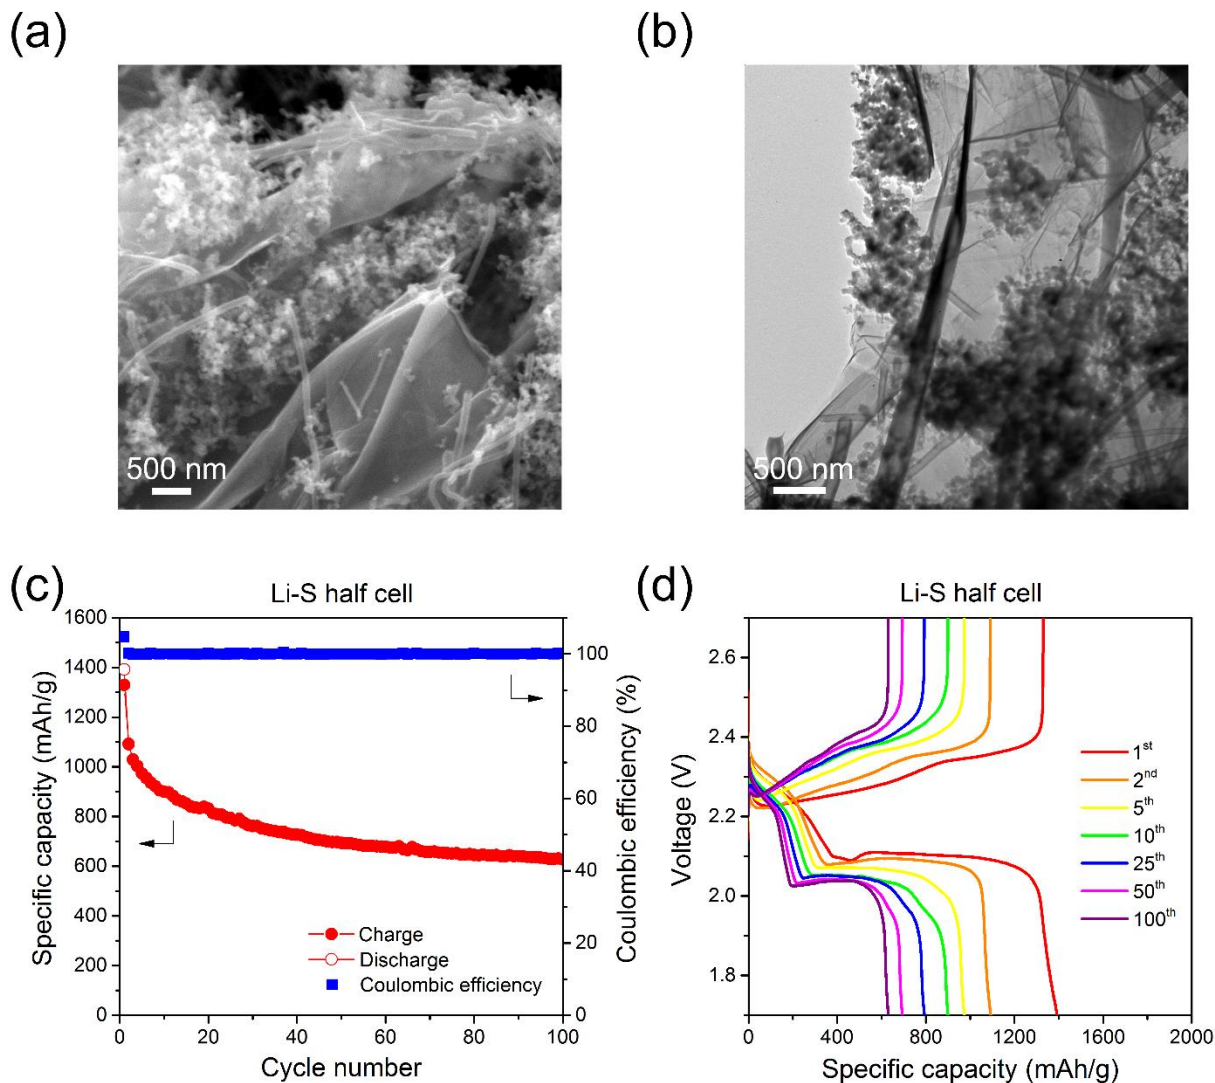 (a)
(b)
500 nm
500 nm
(c)
Li-S half cell
Specific capacity (mAh/g)
1600
1400
1200
1000
800
600
400
200
0
100
80
60
40
20
0
Coulombic efficiency (%)
Charge
Discharge
Coulombic efficiency
0 20 40 60 80 100
Cycle number
(d)
Li-S half cell
Voltage (V)
2.6
2.4
2.2
2.0
1.8
1st
2nd
5th
10th
25th
50th
100th
0 400 800 1200 1600 2000
Specific capacity (mAh/g)